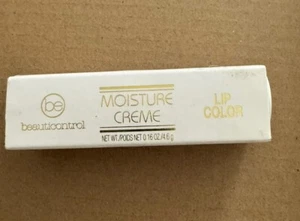 be
beauticontrol
MOISTURE
CREME
NET WT./POIDS NET 0.16 OZ/4.6 g
LIP
COLOR